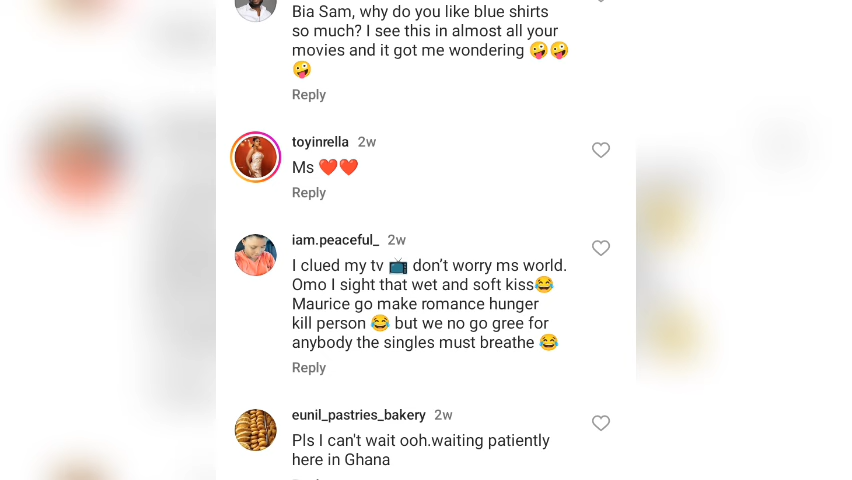 Bia Sam, why do you like blue shirts
so much? I see this in almost all your
movies and it got me wondering 🤪🤪
🤪
Reply
toyinrella 2w
Ms ❤️❤️
Reply
iam.peaceful_ 2w
I clued my tv 📺 don’t worry ms world.
Omo I sight that wet and soft kiss😂
Maurice go make romance hunger
kill person 😂 but we no go gree for
anybody the singles must breathe 😂
Reply
eunil_pastries_bakery 2w
Pls I can't wait ooh.waiting patiently
here in Ghana